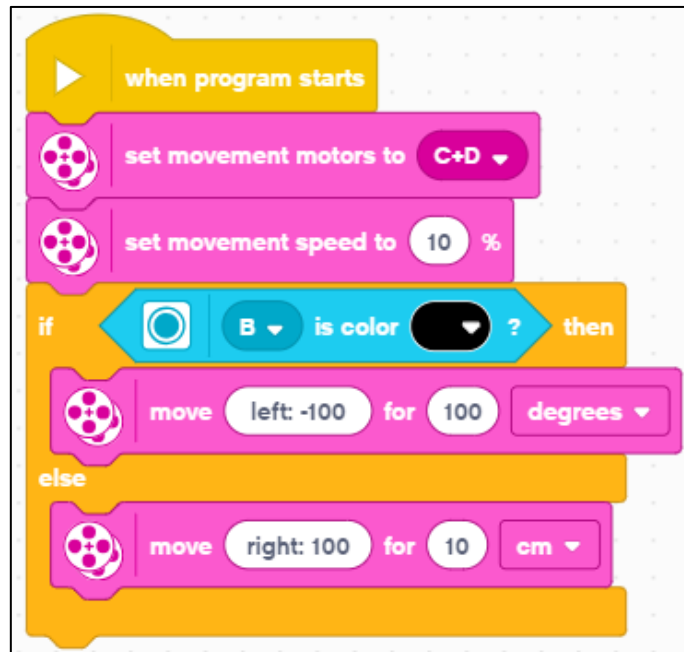 when program starts
set movement motors to C+D
set movement speed to 10 %
if B is color ? then
move left: -100 for 100 degrees
else
move right: 100 for 10 cm